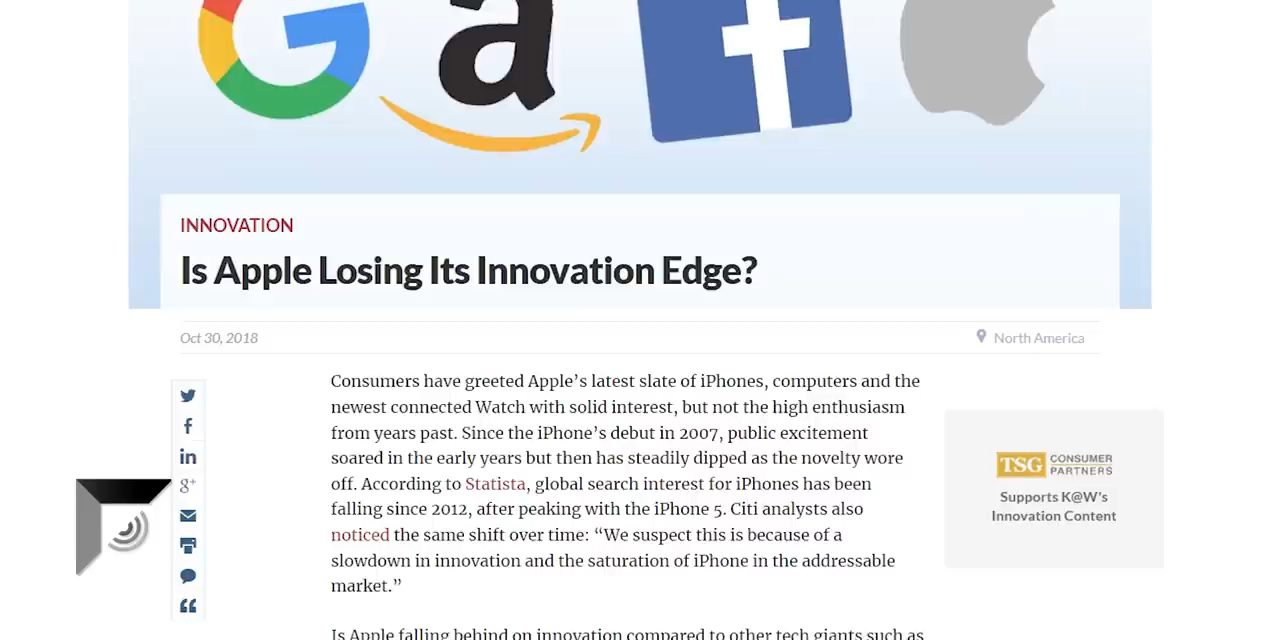 INNOVATION
Is Apple Losing Its Innovation Edge?
Oct 30, 2018
North America
Consumers have greeted Apple’s latest slate of iPhones, computers and the
newest connected Watch with solid interest, but not the high enthusiasm
from years past. Since the iPhone’s debut in 2007, public excitement
soared in the early years but then has steadily dipped as the novelty wore
off. According to Statista, global search interest for iPhones has been
falling since 2012, after peaking with the iPhone 5. Citi analysts also
noticed the same shift over time: “We suspect this is because of a
slowdown in innovation and the saturation of iPhone in the addressable
market.”
Is Apple falling behind on innovation compared to other tech giants such as
TSG CONSUMER
PARTNERS
Supports K@W's
Innovation Content